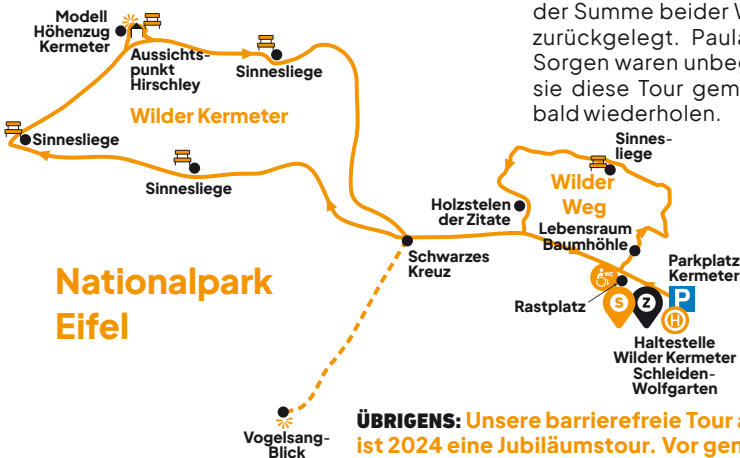 der Summe beider W
zurückgelegt. Paula
Sorgen waren unbeg
sie diese Tour gem
bald wiederholen.
Modell
Höhenzug
Kermeter
Aussichts-
punkt
Hirschley
Sinnesliege
Wilder Kermeter
Sinnesliege
Sinnesliege
Sinnes-
liege
Wilder
Weg
Holzstelen
der Zitate
Lebensraum
Baumhöhle
Schwarzes
Kreuz
Parkplatz
Kermeter
WC
P
Rastplatz
S
Z
H
Haltestelle
Wilder Kermeter
Schleiden-
Wolfgarten
Nationalpark
Eifel
Vogelsang-
Blick
ÜBRIGENS: Unsere barrierefreie Tour a
ist 2024 eine Jubiläumstour. Vor gen